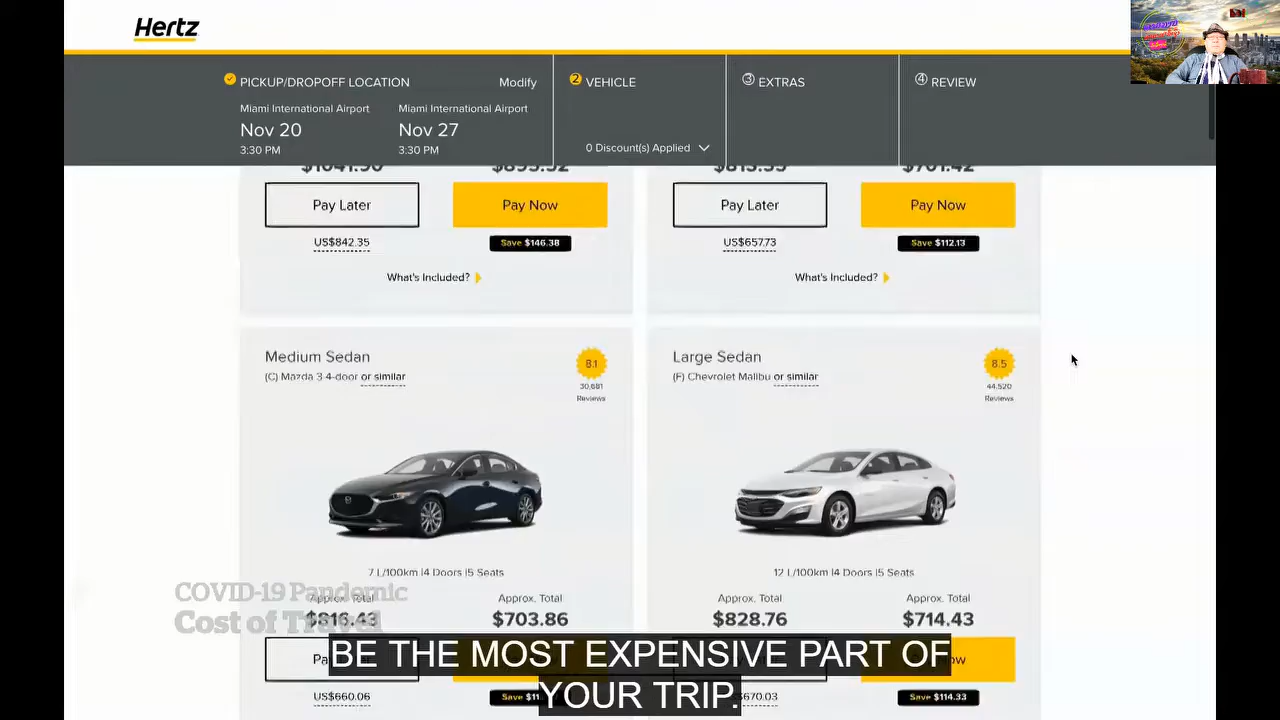 Hertz
PICKUP/DROPOFF LOCATION
Modify
Miami International Airport
Miami International Airport
Nov 20
Nov 27
3:30 PM
3:30 PM
2 VEHICLE
0 Discount(s) Applied
3 EXTRAS
4 REVIEW
Pay Later
Pay Now
US$842.35
Save $146.38
What's Included?
Pay Later
Pay Now
US$657.73
Save $112.13
What's Included?
Medium Sedan
(C) Mazda 3 4-door or similar
8.1
30,681
Reviews
7 L/100km |4 Doors |5 Seats
Approx. Total
Approx. Total
$816.43
$703.86
US$660.06
Large Sedan
(F) Chevrolet Malibu or similar
8.5
44,520
Reviews
12 L/100km |4 Doors |5 Seats
Approx. Total
Approx. Total
$828.76
$714.43
Save $114.33
COVID-19 Pandemic
Cost of Travel
BE THE MOST EXPENSIVE PART OF
YOUR TRIP.